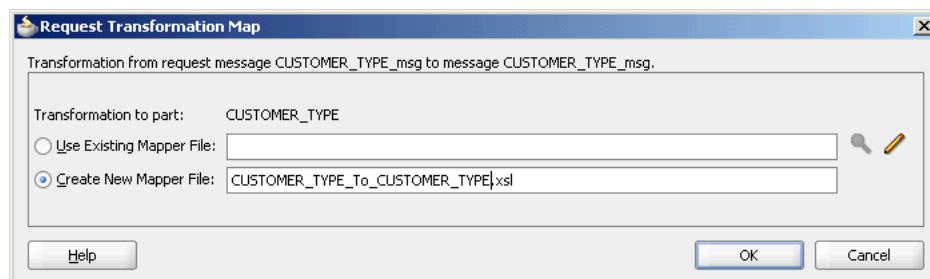 Request Transformation Map
Transformation from request message CUSTOMER_TYPE_msg to message CUSTOMER_TYPE_msg.
Transformation to part: CUSTOMER_TYPE
Use Existing Mapper File:
Create New Mapper File: CUSTOMER_TYPE_To_CUSTOMER_TYPE.xsl
Help OK Cancel